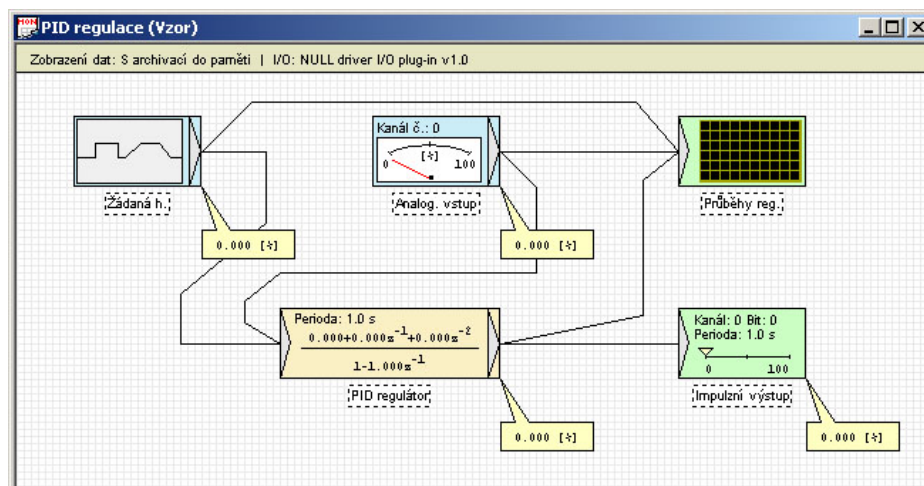 MON
PID regulace (Vzor)
Zobrazení dat: S archivací do paměti | I/O: NULL driver I/O plug-in v1.0
Žádaná h.
0.000 [%]
Kanál č.: 0
[%]
0 100
Analog. vstup
0.000 [%]
Průběhy reg.
Perioda: 1.0 s
0.000+0.000z⁻¹+0.000z⁻²
1-1.000z⁻¹
PID regulátor
0.000 [%]
Kanál: 0 Bit: 0
Perioda: 1.0 s
0 100
Impulzní výstup
0.000 [%]